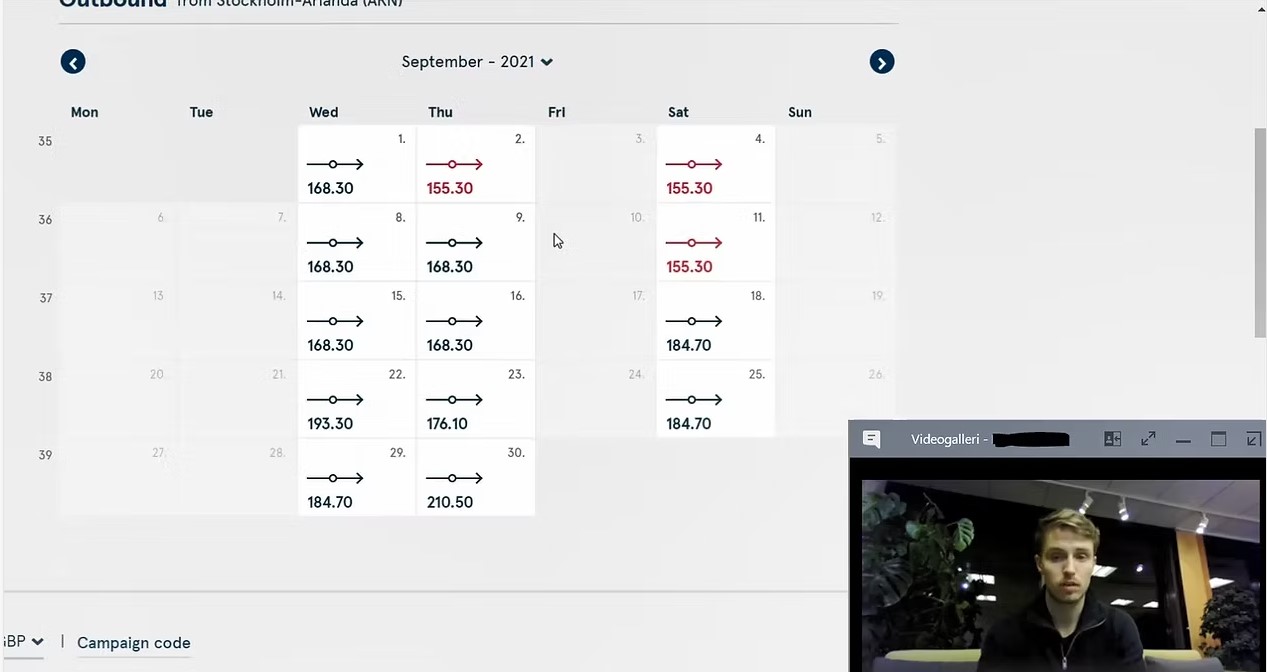 Outbound from Stockholm-Arlanda (ARN)
September - 2021
Mon Tue Wed Thu Fri Sat Sun
35 1. 2. 3. 4. 5.
168.30 155.30 155.30
36 6. 7. 8. 9. 10. 11. 12.
168.30 168.30 155.30
37 13 14. 15. 16. 17. 18. 19.
168.30 168.30 184.70
38 20. 21. 22. 23. 24. 25. 26.
193.30 176.10 184.70
39 27. 28. 29. 30.
184.70 210.50
Videogalleri -
GBP | Campaign code